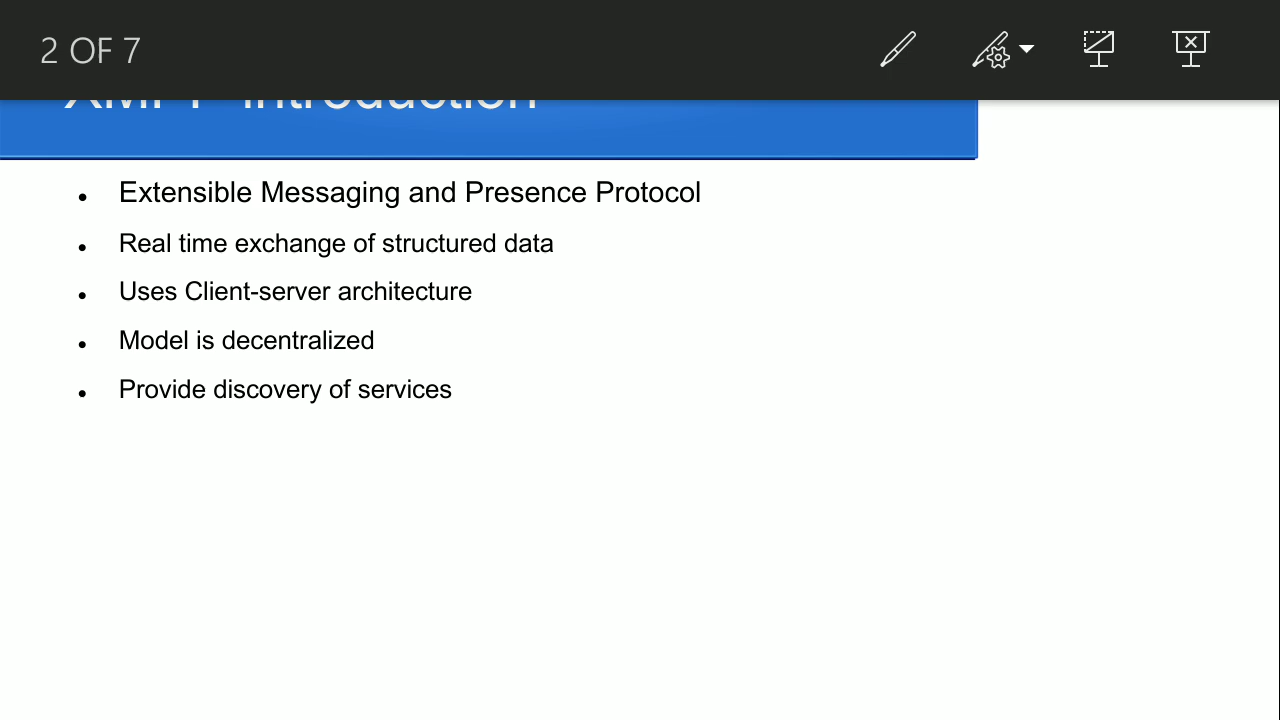 2 OF 7
Introduction
Extensible Messaging and Presence Protocol
Real time exchange of structured data
Uses Client-server architecture
Model is decentralized
Provide discovery of services